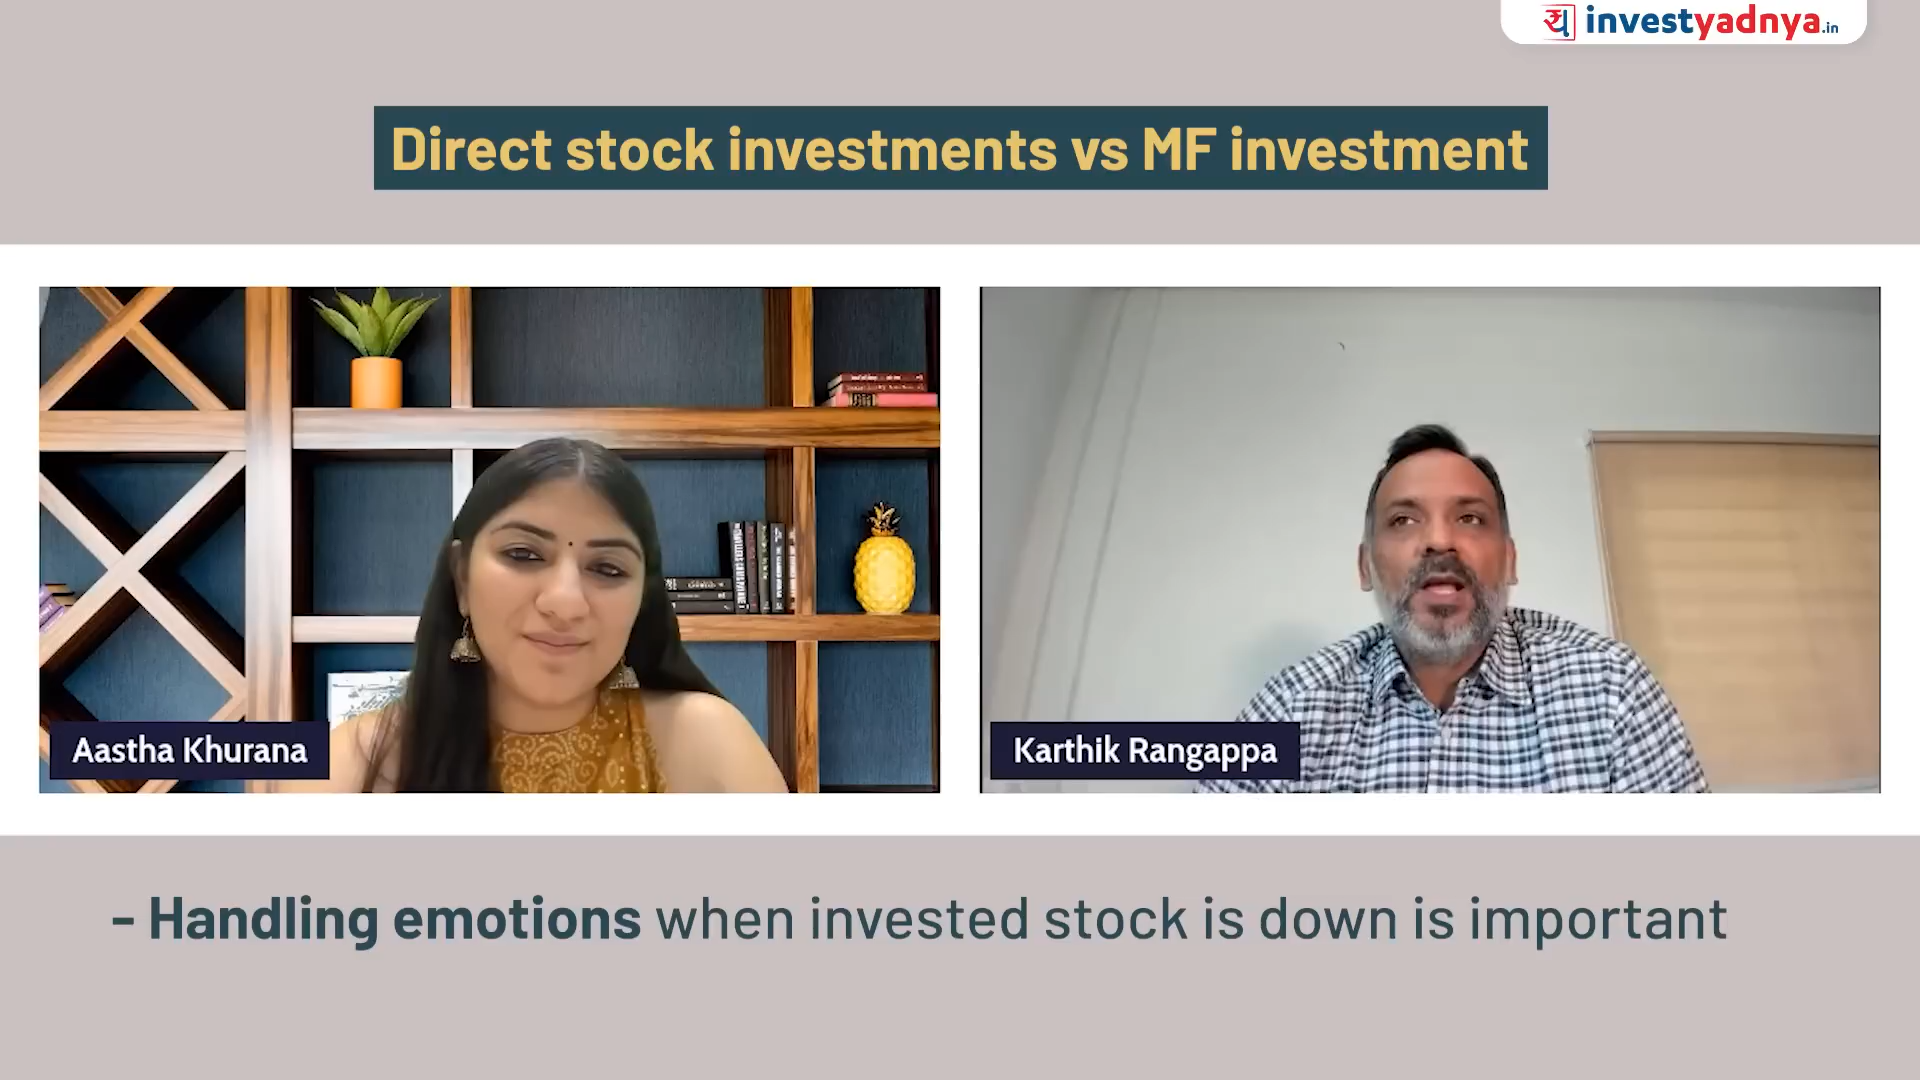 investyadnya.in
Direct stock investments vs MF investment
Aastha Khurana
Karthik Rangappa
- Handling emotions when invested stock is down is important